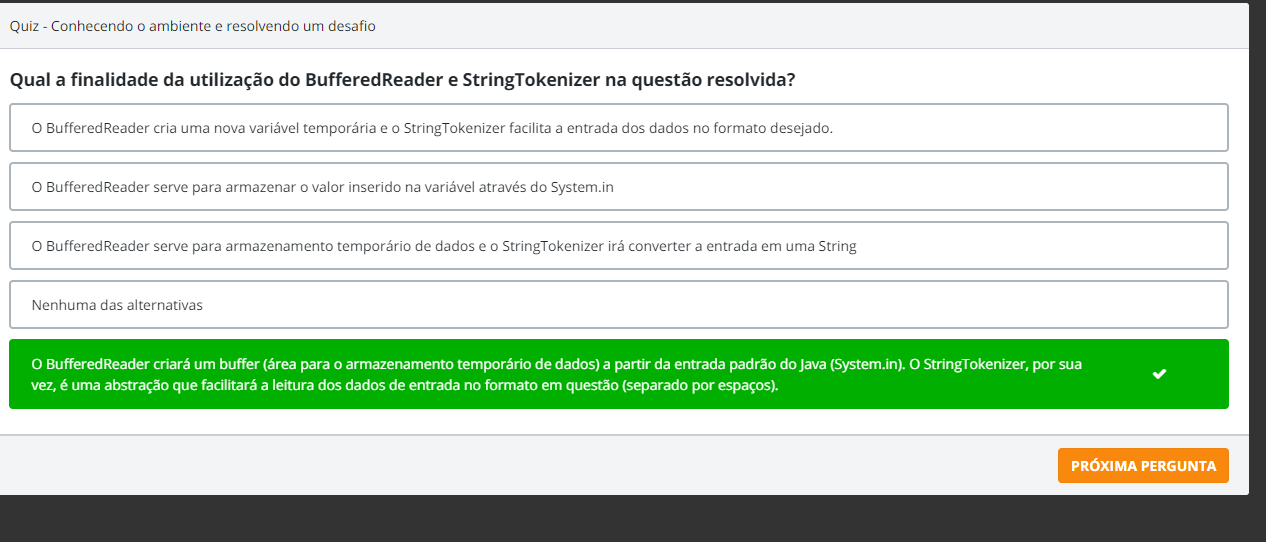 Quiz - Conhecendo o ambiente e resolvendo um desafio
Qual a finalidade da utilização do BufferedReader e StringTokenizer na questão resolvida?
O BufferedReader cria uma nova variável temporária e o StringTokenizer facilita a entrada dos dados no formato desejado.
O BufferedReader serve para armazenar o valor inserido na variável através do System.in
O BufferedReader serve para armazenamento temporário de dados e o StringTokenizer irá converter a entrada em uma String
Nenhuma das alternativas
O BufferedReader criará um buffer (área para o armazenamento temporário de dados) a partir da entrada padrão do Java (System.in). O StringTokenizer, por sua
vez, é uma abstração que facilitará a leitura dos dados de entrada no formato em questão (separado por espaços).
PRÓXIMA PERGUNTA